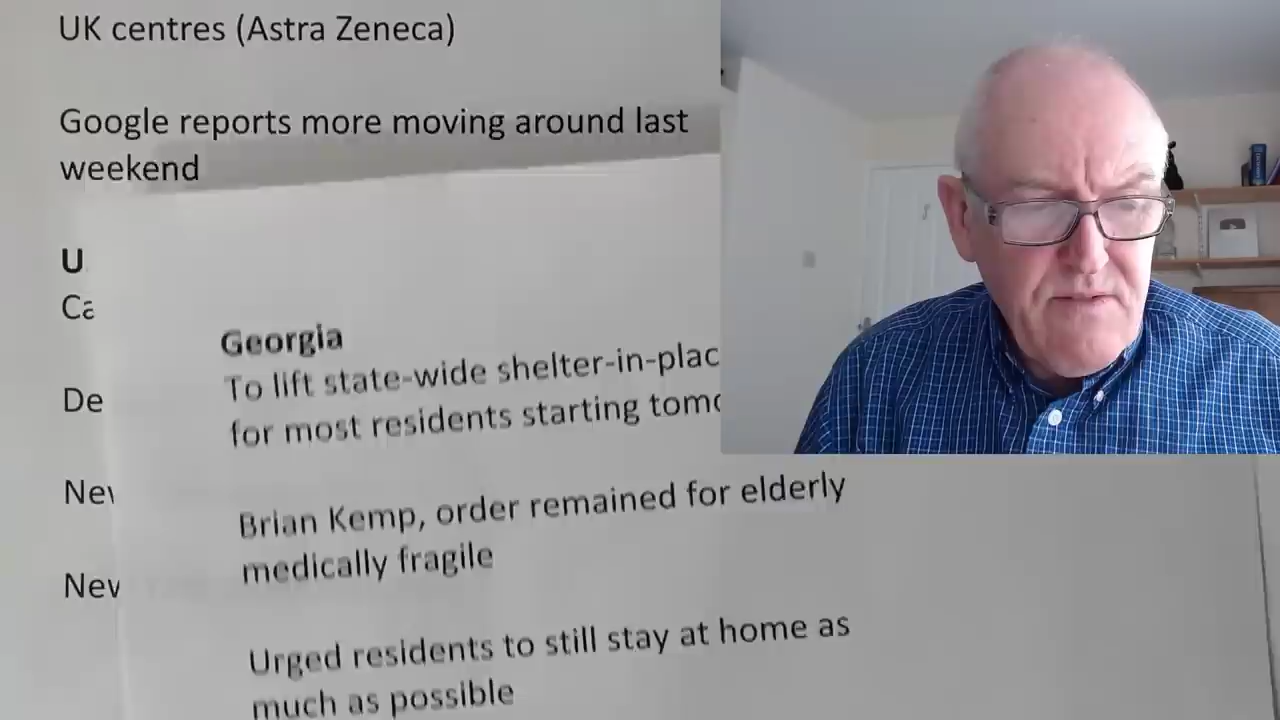 UK centres (Astra Zeneca)
Google reports more moving around last
weekend
U
Ca
De
Georgia
To lift state-wide shelter-in-plac
for most residents starting tomo
Brian Kemp, order remained for elderly
medically fragile
Urged residents to still stay at home as
much as possible